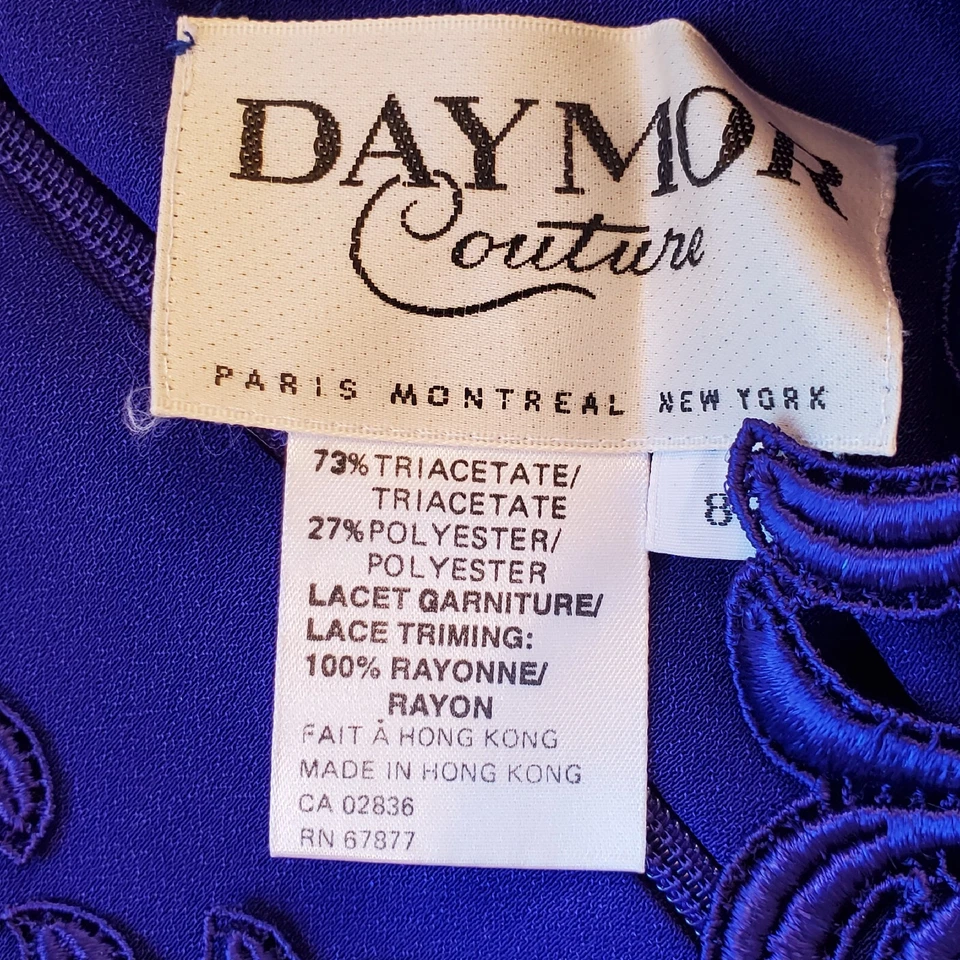 DAYMOR
Couture
PARIS MONTREAL NEW YORK
73% TRIACETATE/
TRIACETATE
27% POLYESTER/
POLYESTER
LACET GARNITURE/
LACE TRIMING:
100% RAYONNE/
RAYON
FAIT À HONG KONG
MADE IN HONG KONG
CA 02836
RN 67877
8